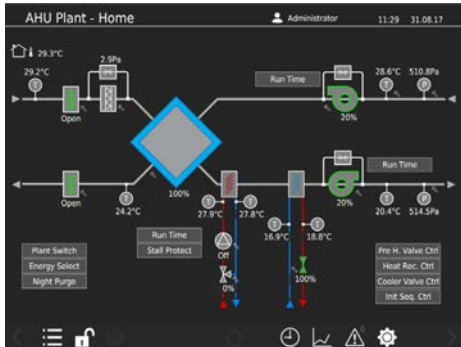 AHU Plant - Home Administrator 11:29 31.08.17
29.3°C
2.9Pa
29.2°C
T
Run Time
28.6°C 510.8Pa
T P
Open
20%
Run Time
Open
100%
24.2°C
T
27.9°C 27.8°C
T T
20%
20.4°C 514.5Pa
T P
Run Time
Stall Protect
Off
0%
16.9°C 18.8°C
T T
100%
Plant Switch
Energy Select
Night Purge
Pre H. Valve Ctrl
Heat Rec. Ctrl
Cooler Valve Ctrl
Init Seq. Ctrl